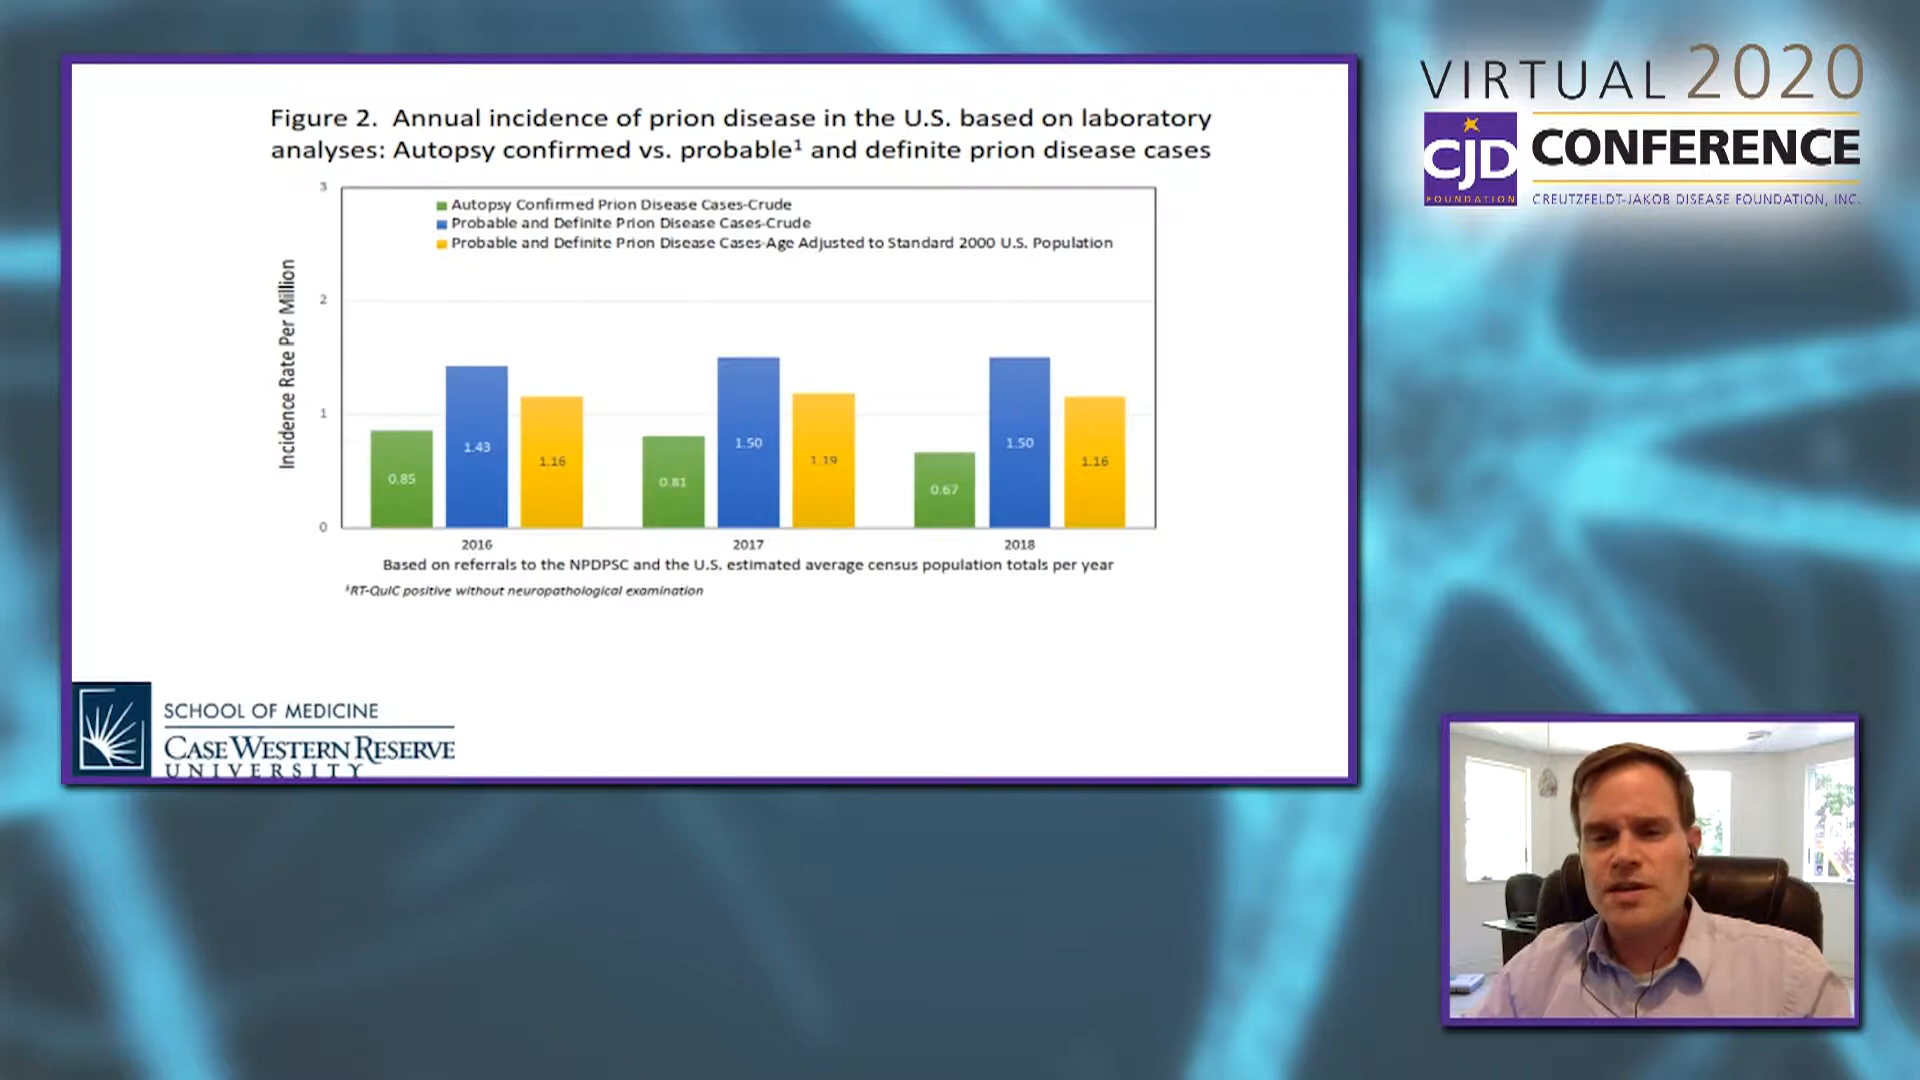 VIRTUAL 2020
CJD
FOUNDATION
CONFERENCE
CREUTZFELDT-JAKOB DISEASE FOUNDATION, INC.
Figure 2. Annual incidence of prion disease in the U.S. based on laboratory
analyses: Autopsy confirmed vs. probable¹ and definite prion disease cases
Autopsy Confirmed Prion Disease Cases-Crude
Probable and Definite Prion Disease Cases-Crude
Probable and Definite Prion Disease Cases-Age Adjusted to Standard 2000 U.S. Population
Incidence Rate Per Million
3
2
1
0
0.85
1.43
1.16
0.81
1.50
1.19
0.67
1.50
1.16
2016
2017
2018
Based on referrals to the NPDPSC and the U.S. estimated average census population totals per year
¹RT-QuIC positive without neuropathological examination
SCHOOL OF MEDICINE
CASE WESTERN RESERVE
UNIVERSITY